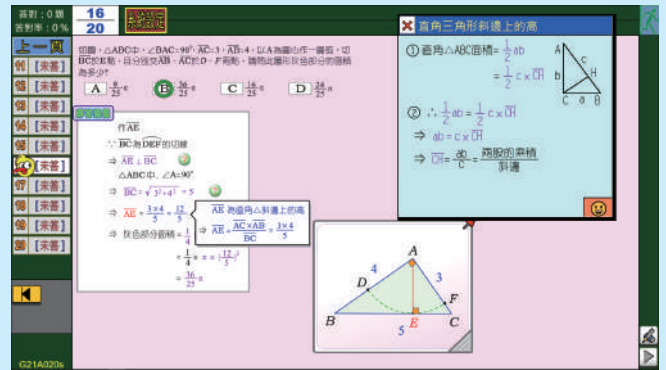 答對：0 題
答對率：0 %
16
20
系統設定
上一頁
11 [未答]
12 [未答]
13 [未答]
14 [未答]
15 [未答]
[未答]
17 [未答]
18 [未答]
19 [未答]
20 [未答]
G21A020s
如圖，△ABC中，∠BAC=90°，AC=3，AB=4，以A為圓心作一圓弧，切
BC於E點，且分別交AB、AC於D、F兩點，請問此圖形灰色部分的面積
為多少？
A 9/25 π
B 36/25 π
C 16/25 π
D 24/25 π
作AE
∵ BC為DEF的切線
⇒ AE⊥BC
△ABC中，∠A=90°
⇒ BC=√3²+4² =5
⇒ AE = 3×4/5 = 12/5
⇒ 灰色部分面積= 1/4
= 1/4 × π × (12/5)²
= 36/25 π
AE 為直角△斜邊上的高
⇒ AE = AC×AB/BC = 3×4/5
直角三角形斜邊上的高
① 直角△ABC面積= 1/2 ab
= 1/2 c×CH
② ∴ 1/2 ab = 1/2 c×CH
⇒ ab=c×CH
⇒ CH= ab/c = 兩股的乘積/斜邊
A
c
b
H
C a B
A
4
3
D
F
B
E
C
5